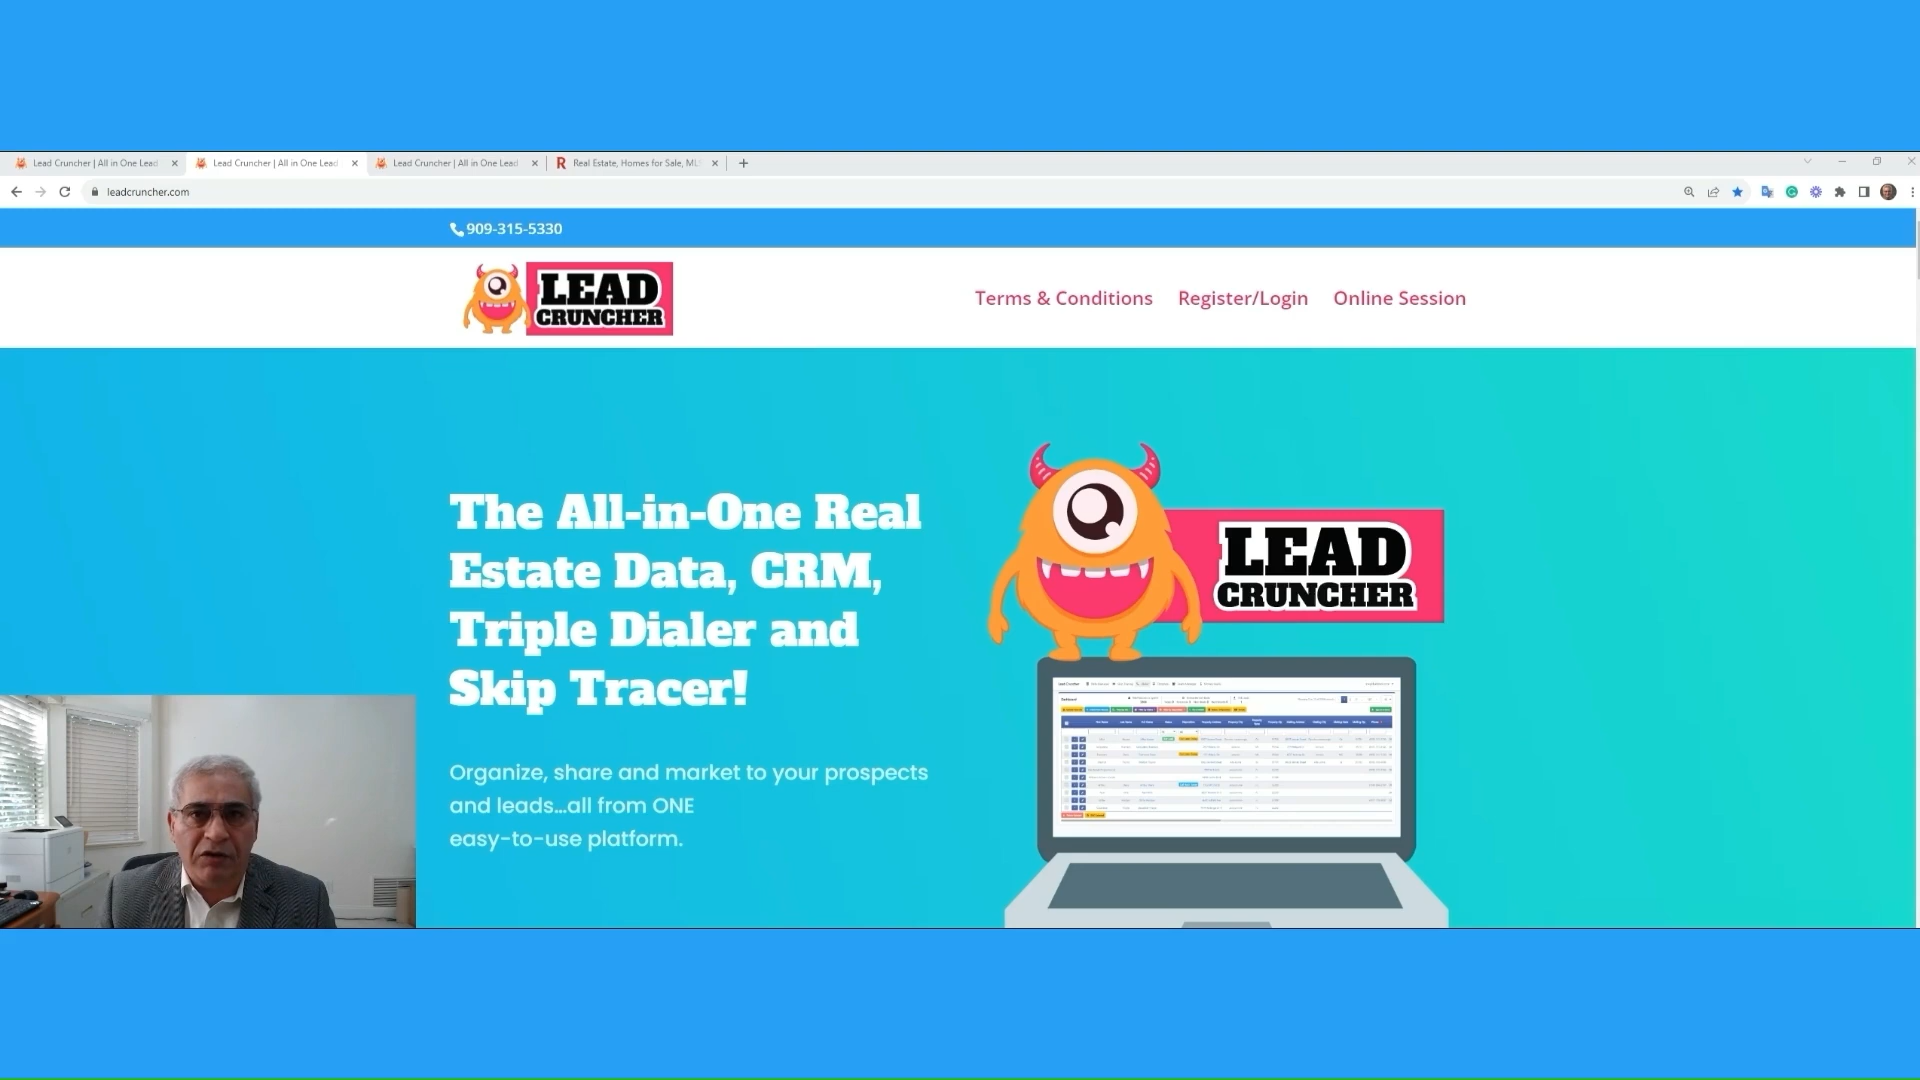 Lead Cruncher | All in One Lead
Lead Cruncher | All in One Lead
Lead Cruncher | All in One Lead
Real Estate, Homes for Sale, ML
leadcruncher.com
909-315-5330
LEAD
CRUNCHER
Terms & Conditions
Register/Login
Online Session
The All-in-One Real
Estate Data, CRM,
Triple Dialer and
Skip Tracer!
Organize, share and market to your prospects
and leads...all from ONE
easy-to-use platform.
LEAD
CRUNCHER